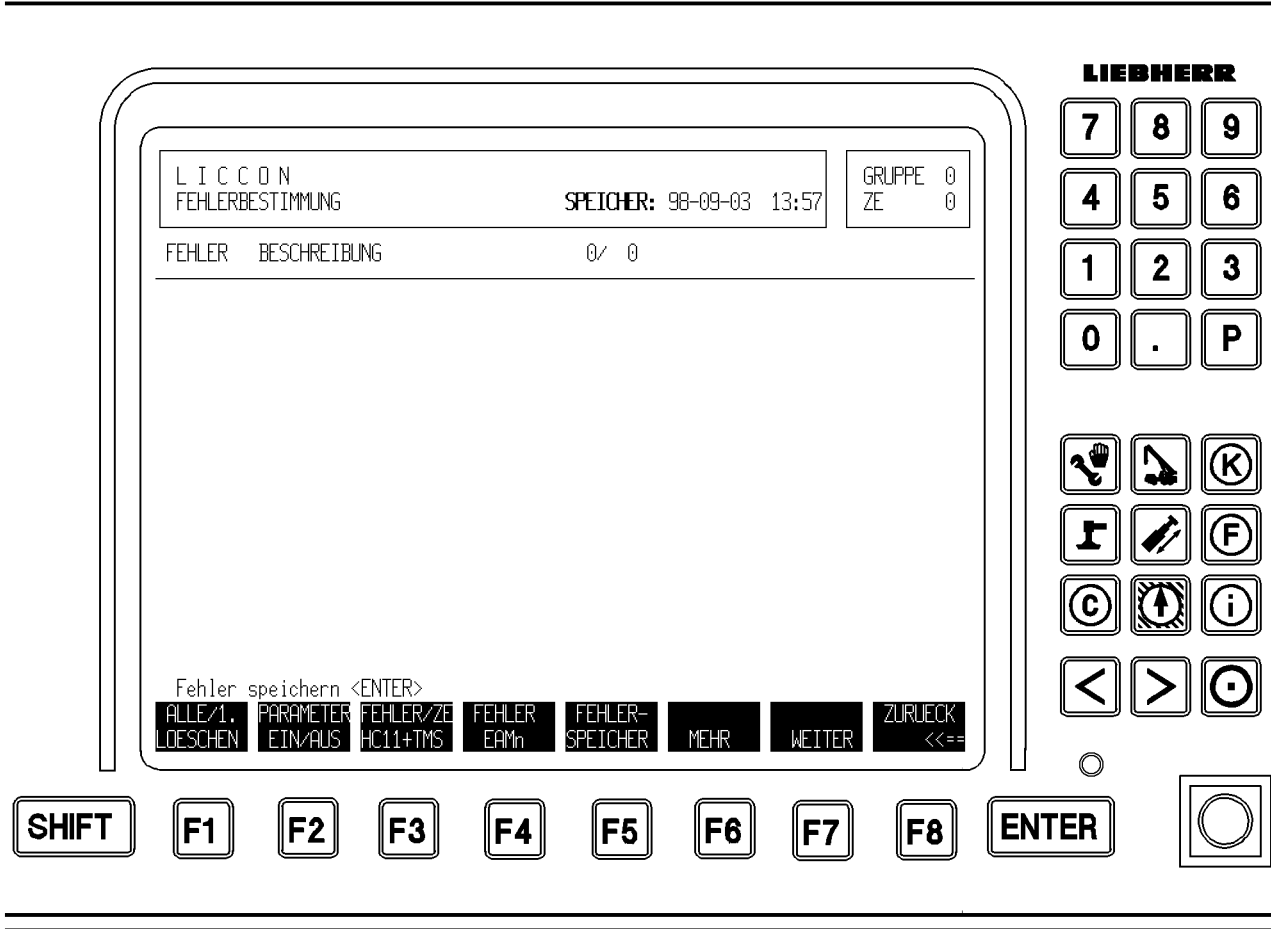 LIEBHERR
L I C C O N
FEHLERBESTIMMUNG SPEICHER: 98-09-03 13:57
GRUPPE 0
ZE 0
FEHLER BESCHREIBUNG 0/ 0
7 8 9
4 5 6
1 2 3
0 . P
K
F
C i
< >
Fehler speichern <ENTER>
ALLE/1. PARAMETER FEHLER/ZE FEHLER FEHLER- ZURUECK
LOESCHEN EIN/AUS HC11+TMS EAMn SPEICHER MEHR WEITER <<==
SHIFT F1 F2 F3 F4 F5 F6 F7 F8 ENTER